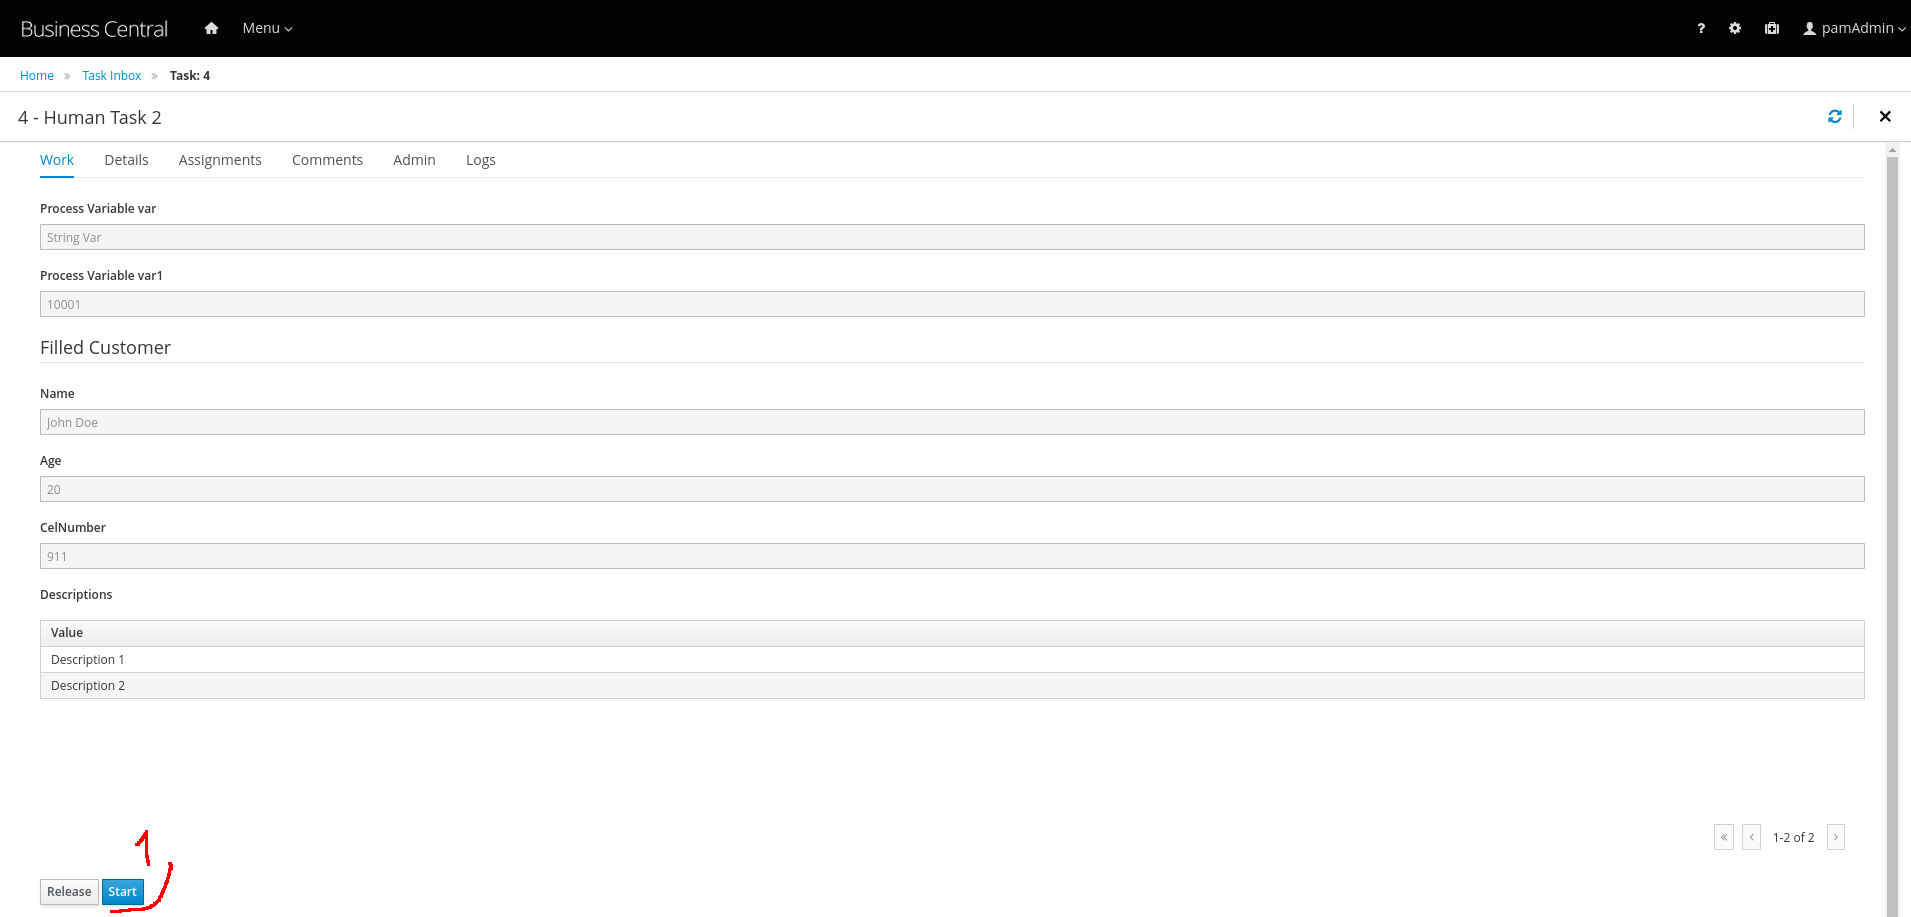 Business Central Menu ? pamAdmin
Home » Task Inbox » Task: 4
4 - Human Task 2
Work Details Assignments Comments Admin Logs
Process Variable var
String Var
Process Variable var1
10001
Filled Customer
Name
John Doe
Age
20
CelNumber
911
Descriptions
Value
Description 1
Description 2
« < 1-2 of 2 >
1
Release Start